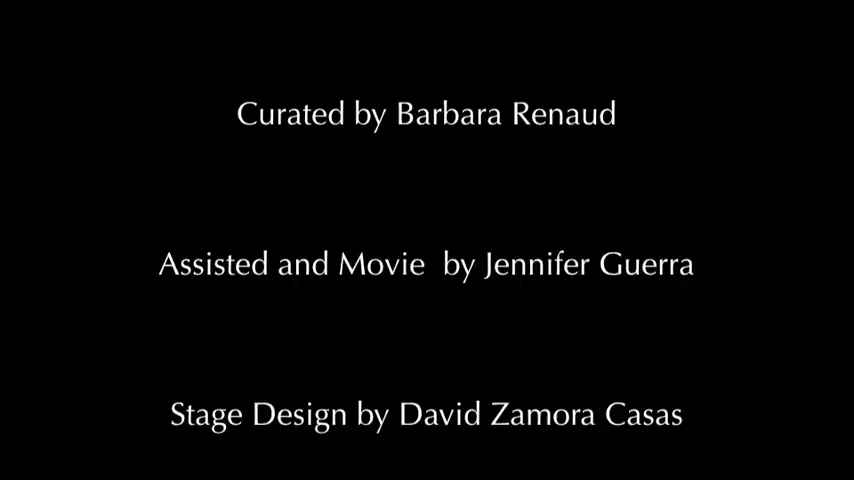 Curated by Barbara Renaud
Assisted and Movie  by Jennifer Guerra
Stage Design by David Zamora Casas